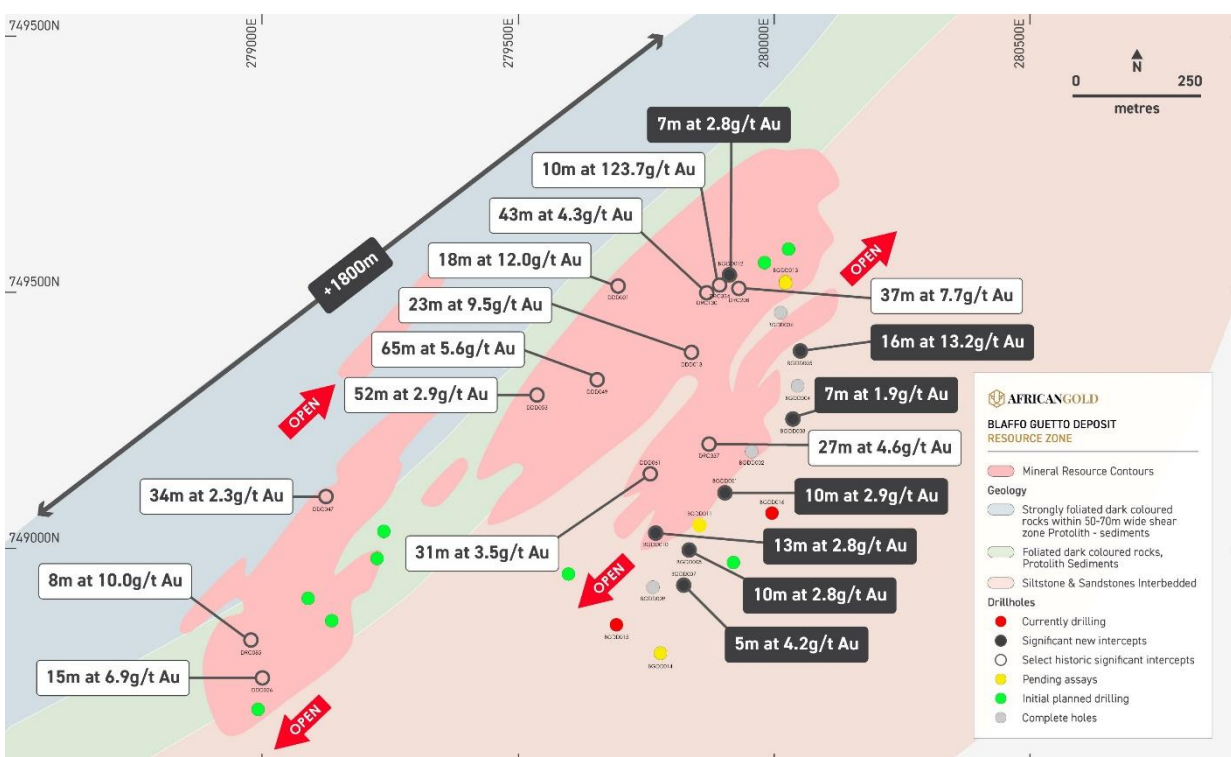 749500N
279000E
279500E
280000E
280500E
N
0 250
metres
7m at 2.8g/t Au
10m at 123.7g/t Au
43m at 4.3g/t Au
18m at 12.0g/t Au
23m at 9.5g/t Au
65m at 5.6g/t Au
52m at 2.9g/t Au
+1800m
OPEN
OPEN
749500N
37m at 7.7g/t Au
16m at 13.2g/t Au
7m at 1.9g/t Au
27m at 4.6g/t Au
10m at 2.9g/t Au
34m at 2.3g/t Au
749000N
31m at 3.5g/t Au
13m at 2.8g/t Au
OPEN
8m at 10.0g/t Au
10m at 2.8g/t Au
5m at 4.2g/t Au
15m at 6.9g/t Au
OPEN
BGDD012
BGDD013
DDD013
DDD049
DDD047
BGDD011
BGDD007
AFRICANGOLD
BLAFFO GUETTO DEPOSIT
RESOURCE ZONE
Mineral Resource Contours
Geology
Strongly foliated dark coloured
rocks within 50-70m wide shear
zone Protolith - sediments
Foliated dark coloured rocks,
Protolith Sediments
Siltstone & Sandstones Interbedded
Drillholes
Currently drilling
Significant new intercepts
Select historic significant intercepts
Pending assays
Initial planned drilling
Complete holes